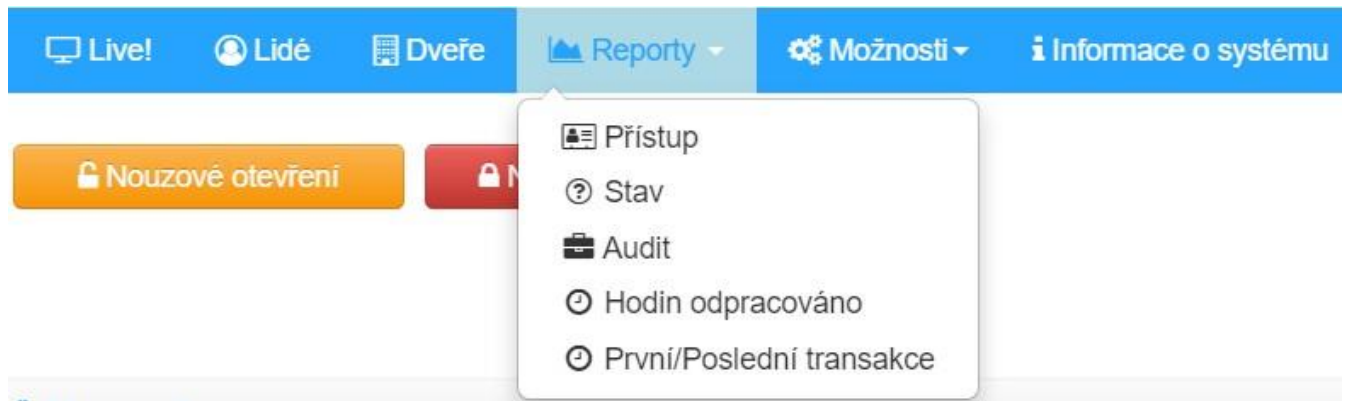 Live! Lidé Dveře Reporty Možnosti Informace o systému
Přístup
Nouzové otevření
Stav
Audit
Hodin odpracováno
První/Poslední transakce